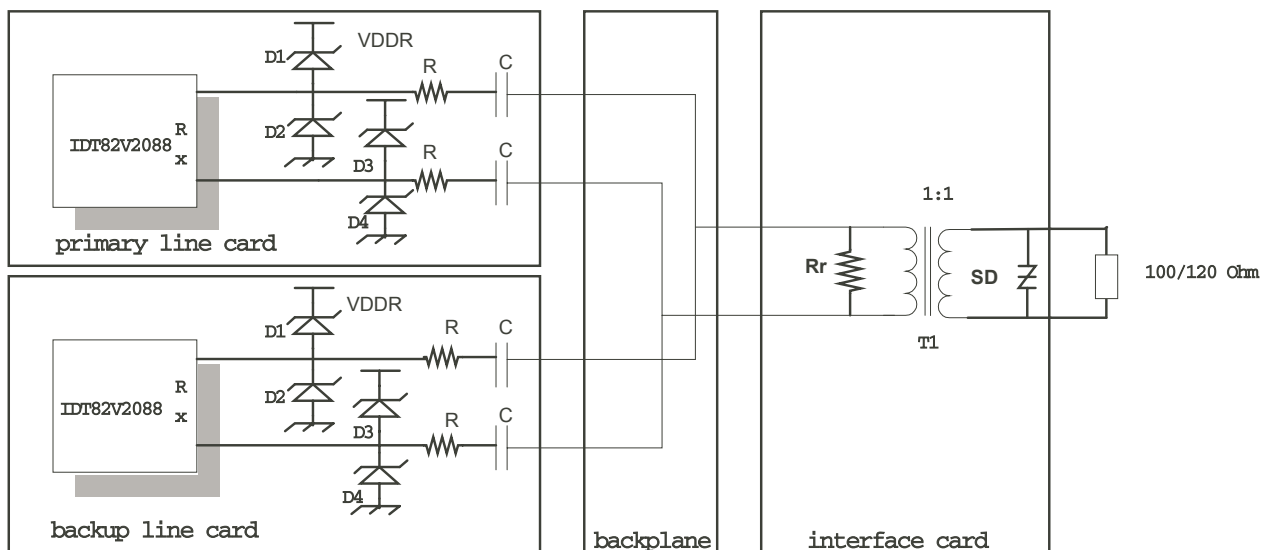 VDDR
D1
R
C
R
IDT82V2088
x
D2
D3
R
C
D4
primary line card
1:1
Rr
SD
100/120 Ohm
T1
VDDR
D1
R
C
D2
R
IDT82V2088
x
D3
R
C
D4
backup line card
backplane
interface card